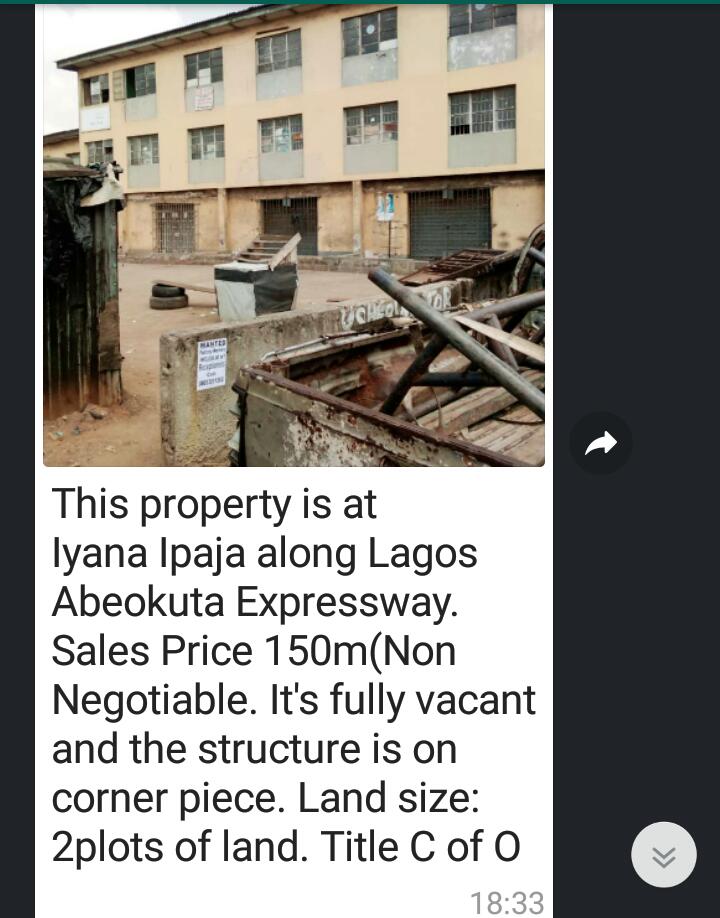 WANTED
This property is at
Iyana Ipaja along Lagos
Abeokuta Expressway.
Sales Price 150m(Non
Negotiable. It's fully vacant
and the structure is on
corner piece. Land size:
2plots of land. Title C of O
18:33